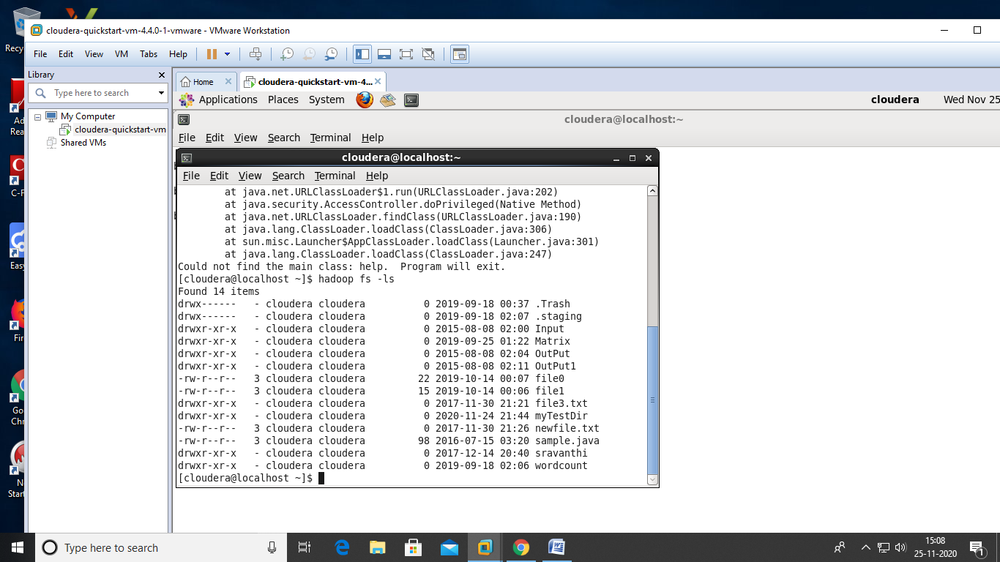 Recyc
cloudera-quickstart-vm-4.4.0-1-vmware - VMware Workstation
File Edit View VM Tabs Help
Library
Type here to search
My Computer
cloudera-quickstart-vm
Shared VMs
Home
cloudera-quickstart-vm-4...
Applications Places System
cloudera Wed Nov 25
cloudera@localhost:~
File Edit View Search Terminal Help
cloudera@localhost:~
File Edit View Search Terminal Help
at java.net.URLClassLoader$1.run(URLClassLoader.java:202)
at java.security.AccessController.doPrivileged(Native Method)
at java.net.URLClassLoader.findClass(URLClassLoader.java:190)
at java.lang.ClassLoader.loadClass(ClassLoader.java:306)
at sun.misc.Launcher$AppClassLoader.loadClass(Launcher.java:301)
at java.lang.ClassLoader.loadClass(ClassLoader.java:247)
Could not find the main class: help.  Program will exit.
[cloudera@localhost ~]$ hadoop fs -ls
Found 14 items
drwx------   - cloudera cloudera          0 2019-09-18 00:37 .Trash
drwx------   - cloudera cloudera          0 2019-09-18 02:07 .staging
drwxr-xr-x   - cloudera cloudera          0 2015-08-08 02:00 Input
drwxr-xr-x   - cloudera cloudera          0 2019-09-25 01:22 Matrix
drwxr-xr-x   - cloudera cloudera          0 2015-08-08 02:04 OutPut
drwxr-xr-x   - cloudera cloudera          0 2015-08-08 02:11 OutPut1
-rw-r--r--   3 cloudera cloudera         22 2019-10-14 00:07 file0
-rw-r--r--   3 cloudera cloudera         15 2019-10-14 00:06 file1
drwxr-xr-x   - cloudera cloudera          0 2017-11-30 21:21 file3.txt
drwxr-xr-x   - cloudera cloudera          0 2020-11-24 21:44 myTestDir
-rw-r--r--   3 cloudera cloudera          0 2017-11-30 21:26 newfile.txt
-rw-r--r--   3 cloudera cloudera         98 2016-07-15 03:20 sample.java
drwxr-xr-x   - cloudera cloudera          0 2017-12-14 20:40 sravanthi
drwxr-xr-x   - cloudera cloudera          0 2019-09-18 02:06 wordcount
[cloudera@localhost ~]$
Ad
Rea
C-F
Easy
Fir
Goo
Chr
N
Start
Type here to search
15:08
25-11-2020
1